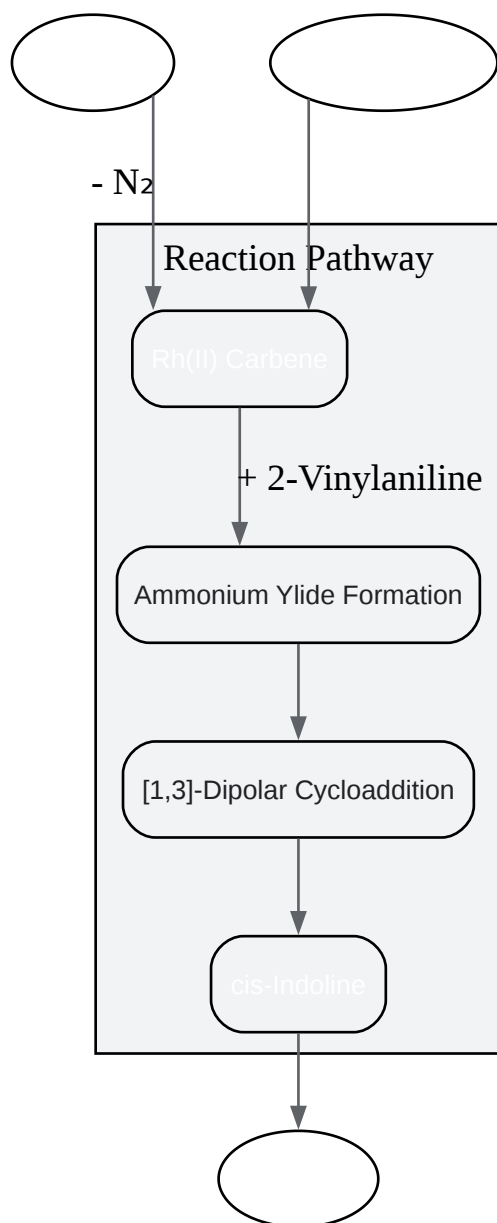 - N₂
Reaction Pathway
Rh(II) Carbene
+ 2-Vinylaniline
Ammonium Ylide Formation
[1,3]-Dipolar Cycloaddition
cis-Indoline